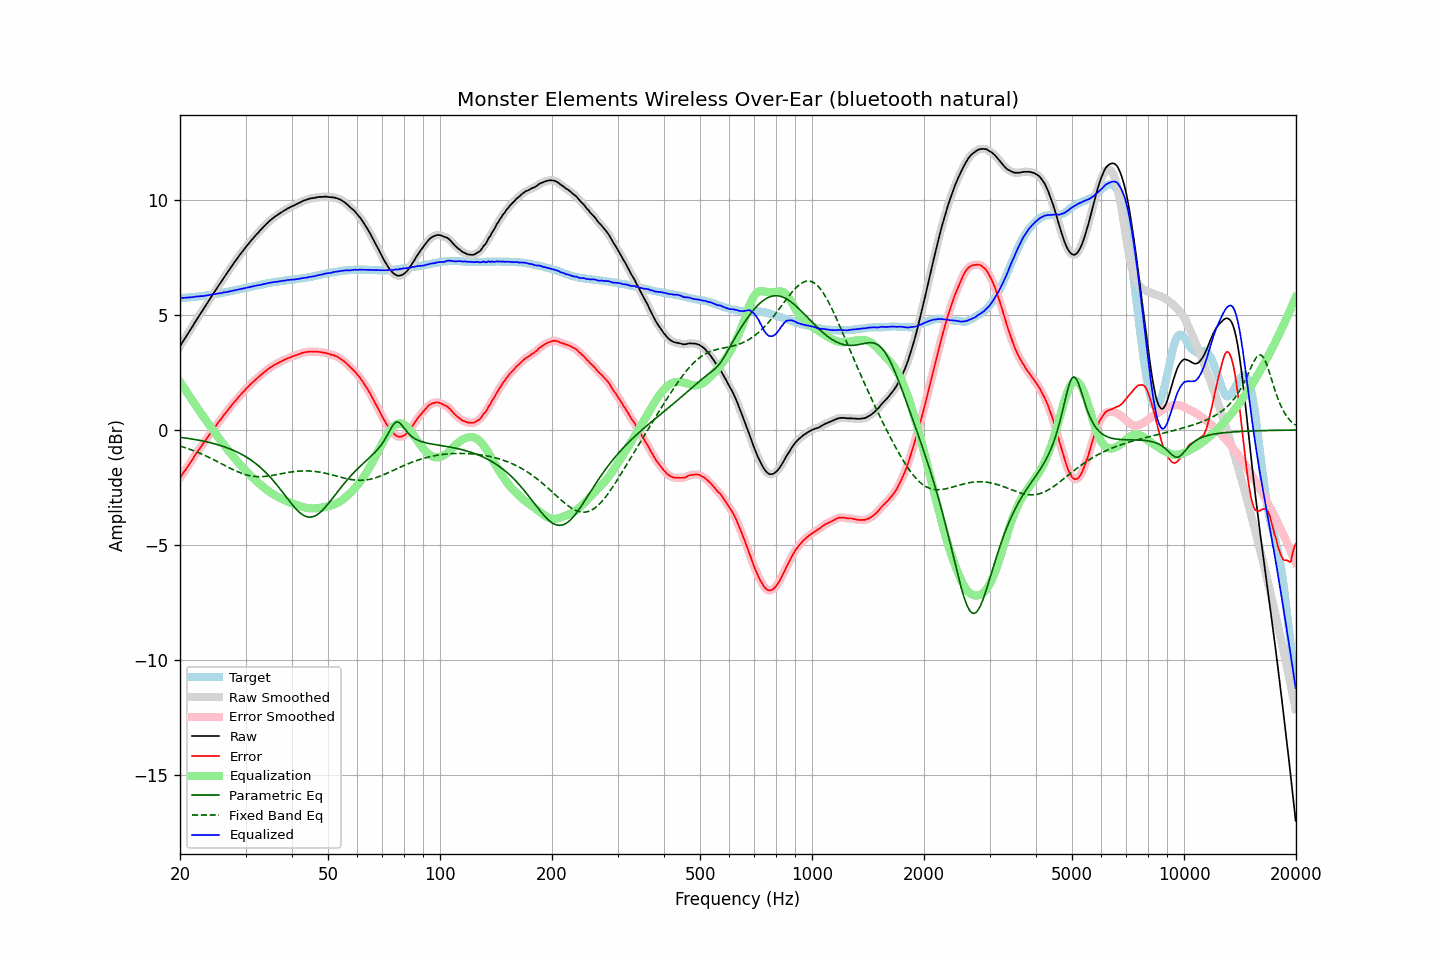 Monster Elements Wireless Over-Ear (bluetooth natural)
Amplitude (dBr)
10
5
0
−5
−10
−15
Target
Raw Smoothed
Error Smoothed
Raw
Error
Equalization
Parametric Eq
Fixed Band Eq
Equalized
20 50 100 200 500 1000 2000 5000 10000 20000
Frequency (Hz)